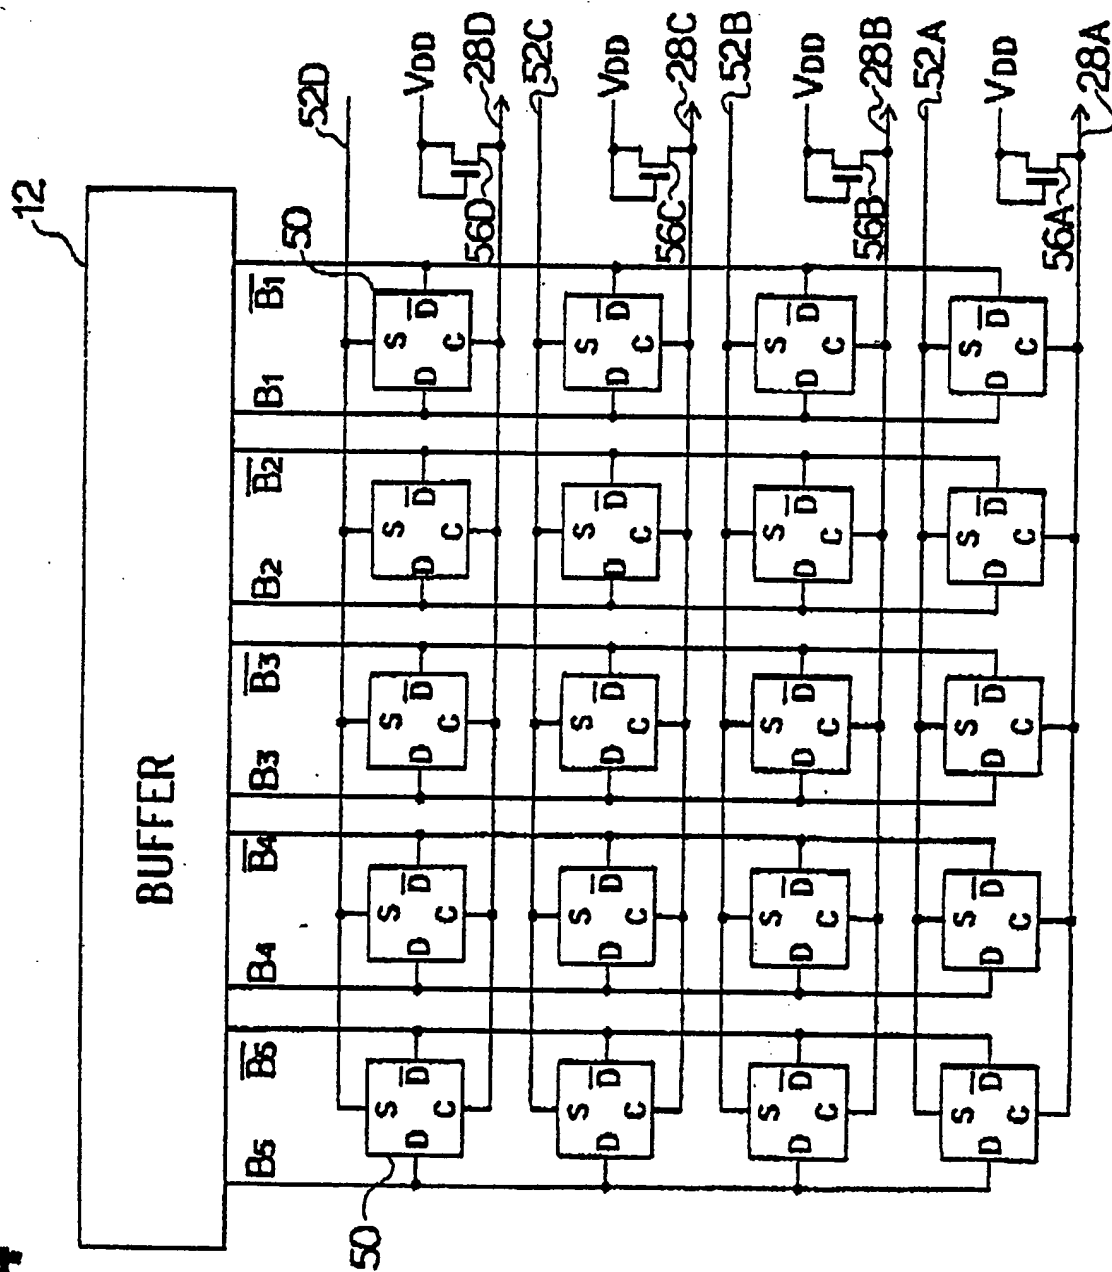 12
BUFFER
B5 B̅5 B4 B̅4 B3 B̅3 B2 B̅2 B1 B̅1
50 50 52D
S S S S S
D D̅ D D̅ D D̅ D D̅ D D̅ VDD
C C C C C
56D 28D
52C
S S S S S
D D̅ D D̅ D D̅ D D̅ D D̅ VDD
C C C C C
56C 28C
52B
S S S S S
D D̅ D D̅ D D̅ D D̅ D D̅ VDD
C C C C C
56B 28B
52A
S S S S S
D D̅ D D̅ D D̅ D D̅ D D̅ VDD
C C C C C
56A 28A